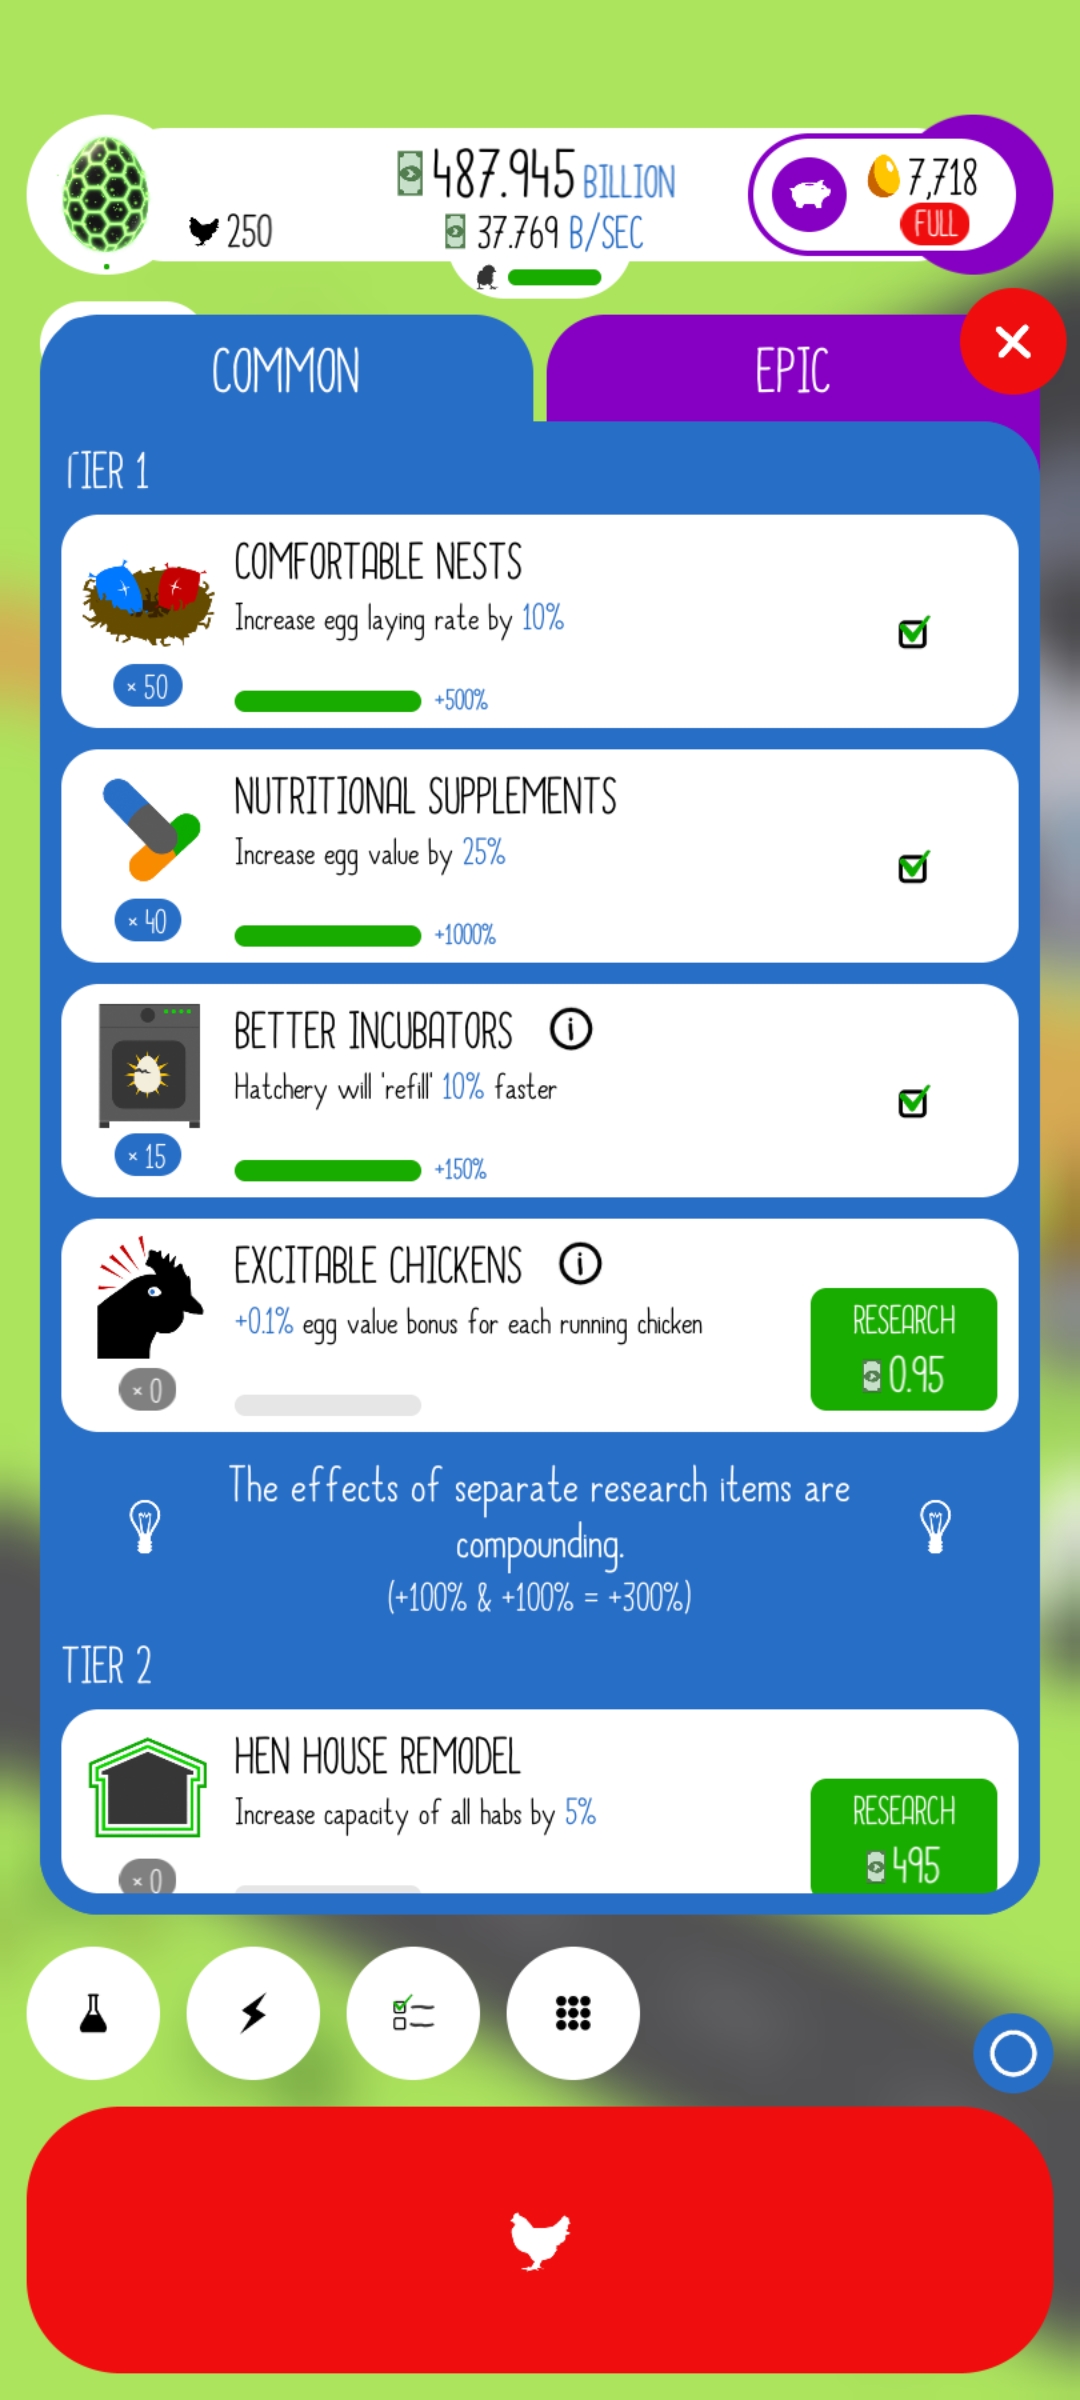 487.945 BILLION
250
37.769 B/SEC
7,718
FULL
COMMON
EPIC
TIER 1
COMFORTABLE NESTS
Increase egg laying rate by 10%
× 50
+500%
NUTRITIONAL SUPPLEMENTS
Increase egg value by 25%
× 40
+1000%
BETTER INCUBATORS
Hatchery will 'refill' 10% faster
× 15
+150%
EXCITABLE CHICKENS
+0.1% egg value bonus for each running chicken
RESEARCH
0.95
× 0
The effects of separate research items are
compounding.
(+100% & +100% = +300%)
TIER 2
HEN HOUSE REMODEL
Increase capacity of all habs by 5%
RESEARCH
495
× 0